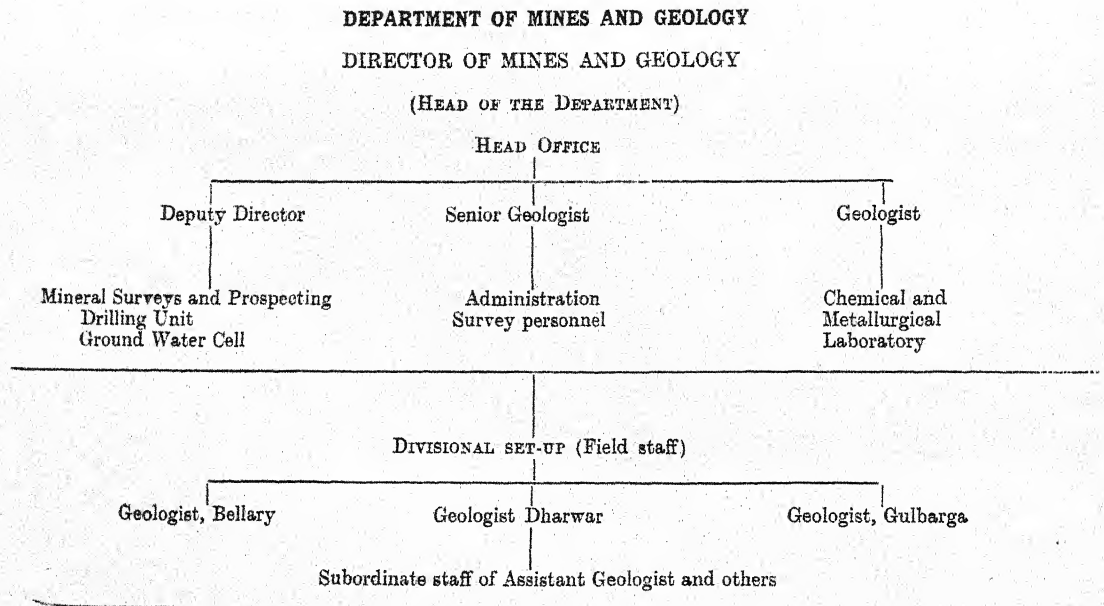 DEPARTMENT OF MINES AND GEOLOGY
DIRECTOR OF MINES AND GEOLOGY
(HEAD OF THE DEPARTMENT)
HEAD OFFICE
Deputy Director
Senior Geologist
Geologist
Mineral Surveys and Prospecting
Drilling Unit
Ground Water Cell
Administration
Survey personnel
Chemical and
Metallurgical
Laboratory
DIVISIONAL SET-UP (Field staff)
Geologist, Bellary
Geologist Dharwar
Geologist, Gulbarga
Subordinate staff of Assistant Geologist and others